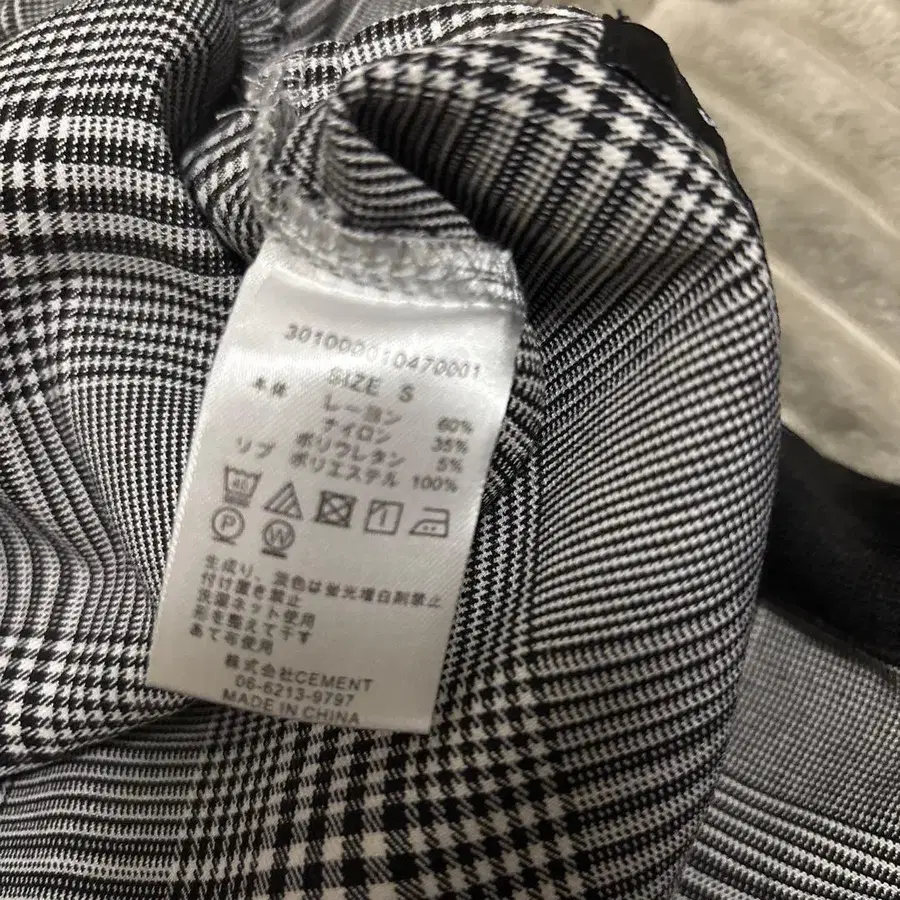 301000010470001
SIZE S
本体 レーヨン 60%
ナイロン 35%
ポリウレタン 5%
リブ ポリエステル 100%
40
P W
生成り、淡色は蛍光増白剤禁止
付け置き禁止
洗濯ネット使用
形を整えて干す
あて布使用
株式会社CEMENT
06-6213-9797
MADE IN CHINA